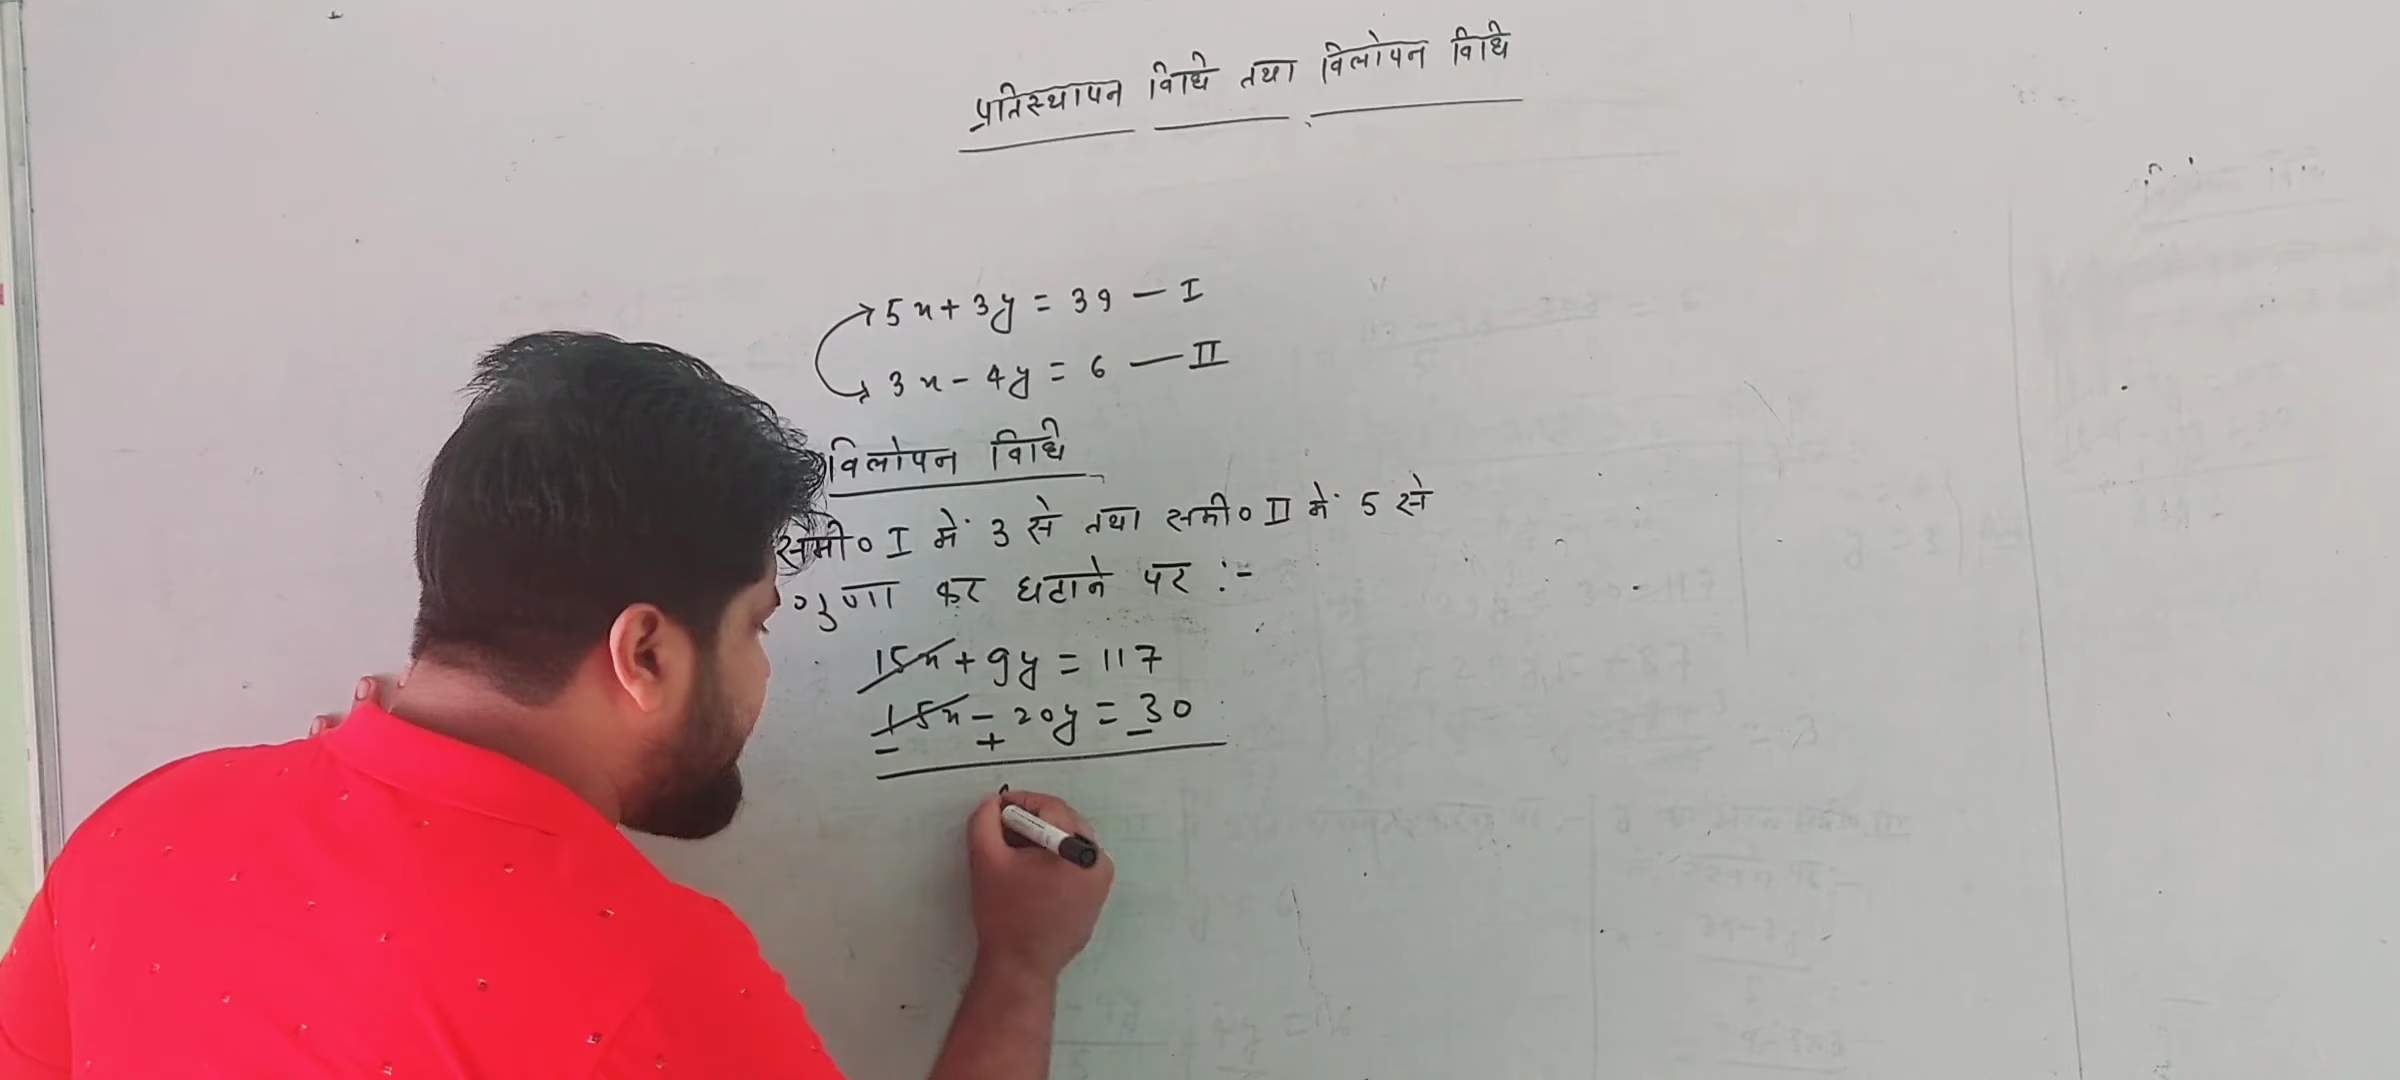 प्रतिस्थापन विधि तथा विलोपन विधि
5x + 3y = 39 — I
3x - 4y = 6 — II
विलोपन विधि
समी० I में 3 से तथा समी० II में 5 से
गुणा कर घटाने पर :-
15x + 9y = 117
15x - 20y = 30
- + -